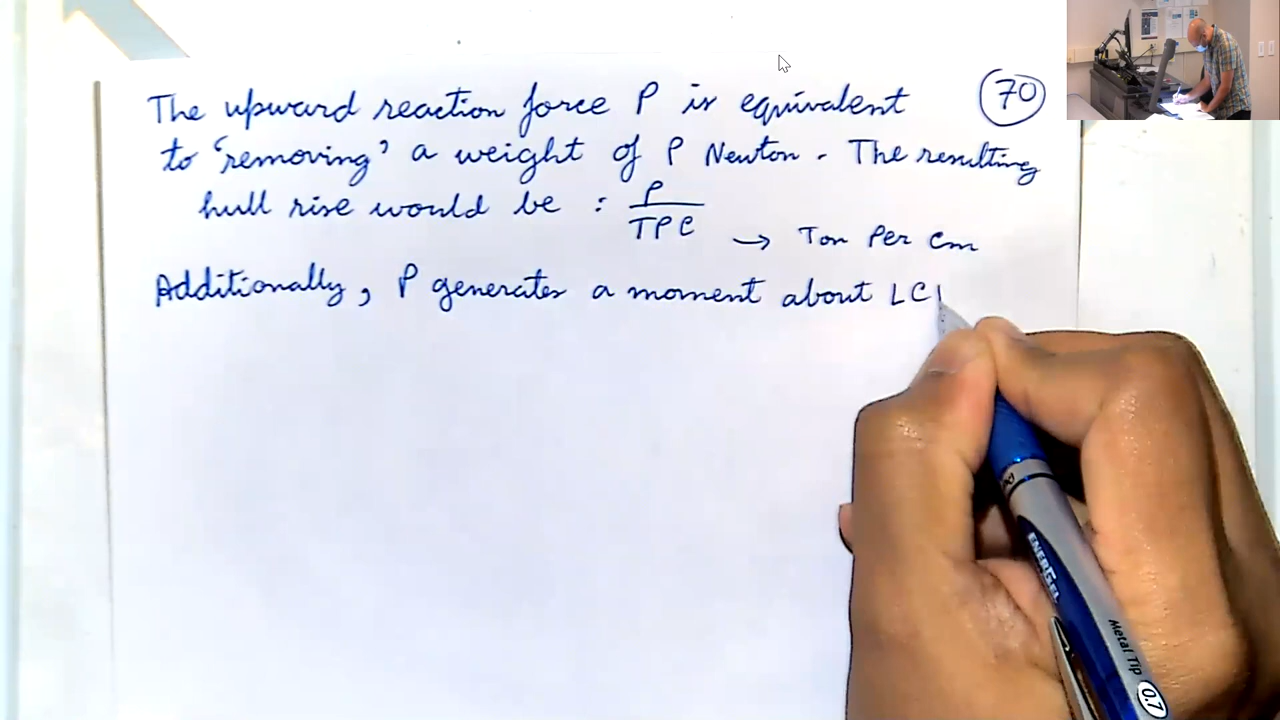 The upward reaction force P is equivalent 70
to 'removing' a weight of P Newton. The resulting
hull rise would be : P
TPC → Ton Per Cm
Additionally, P generates a moment about LC
ENERGEL
Metal Tip 0.7